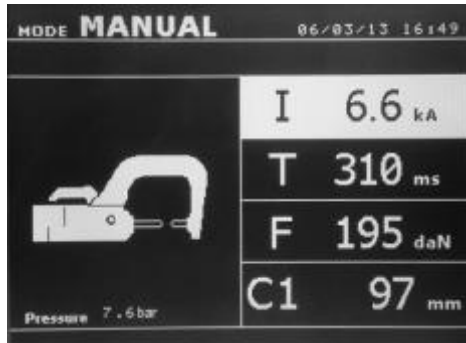 MODE MANUAL 06/03/13 16:49
I 6.6 kA
T 310 ms
F 195 daN
C1 97 mm
Pressure 7.6bar